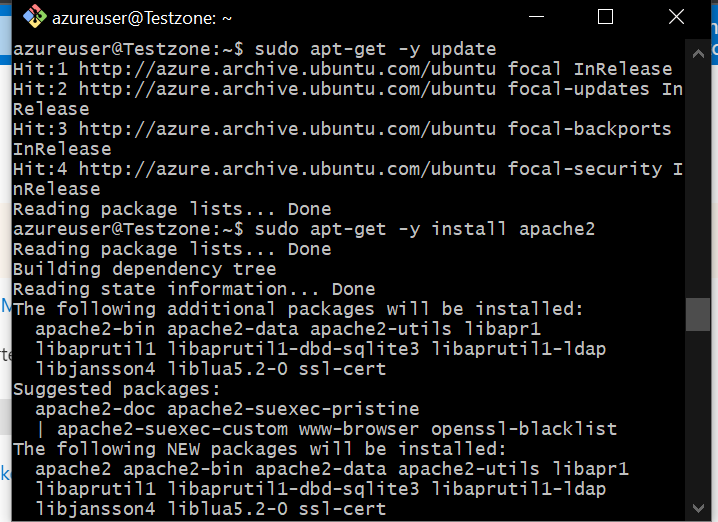 azureuser@Testzone: ~
azureuser@Testzone:~$ sudo apt-get -y update
Hit:1 http://azure.archive.ubuntu.com/ubuntu focal InRelease
Hit:2 http://azure.archive.ubuntu.com/ubuntu focal-updates In
Release
Hit:3 http://azure.archive.ubuntu.com/ubuntu focal-backports
InRelease
Hit:4 http://azure.archive.ubuntu.com/ubuntu focal-security I
nRelease
Reading package lists... Done
azureuser@Testzone:~$ sudo apt-get -y install apache2
Reading package lists... Done
Building dependency tree
Reading state information... Done
The following additional packages will be installed:
  apache2-bin apache2-data apache2-utils libapr1
  libaprutil1 libaprutil1-dbd-sqlite3 libaprutil1-ldap
  libjansson4 liblua5.2-0 ssl-cert
Suggested packages:
  apache2-doc apache2-suexec-pristine
  | apache2-suexec-custom www-browser openssl-blacklist
The following NEW packages will be installed:
  apache2 apache2-bin apache2-data apache2-utils libapr1
  libaprutil1 libaprutil1-dbd-sqlite3 libaprutil1-ldap
  libjansson4 liblua5.2-0 ssl-cert